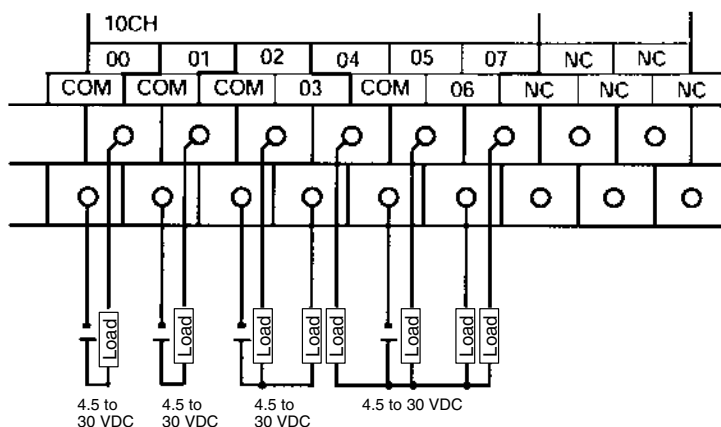 10CH
00 01 02 04 05 07 NC NC
COM COM COM 03 COM 06 NC NC NC
Load Load Load Load Load Load Load Load
4.5 to 30 VDC
4.5 to 30 VDC
4.5 to 30 VDC
4.5 to 30 VDC